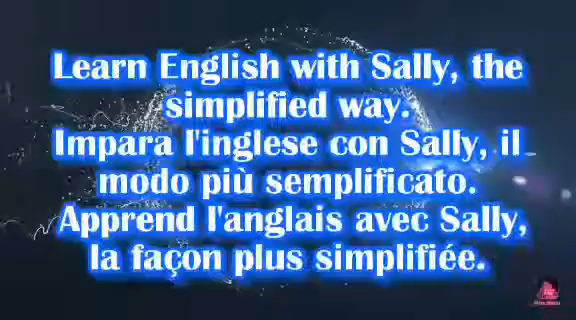 Learn English with Sally, the
simplified way.
Impara l'inglese con Sally, il
modo più semplificato.
Apprend l'anglais avec Sally,
la façon plus simplifiée.